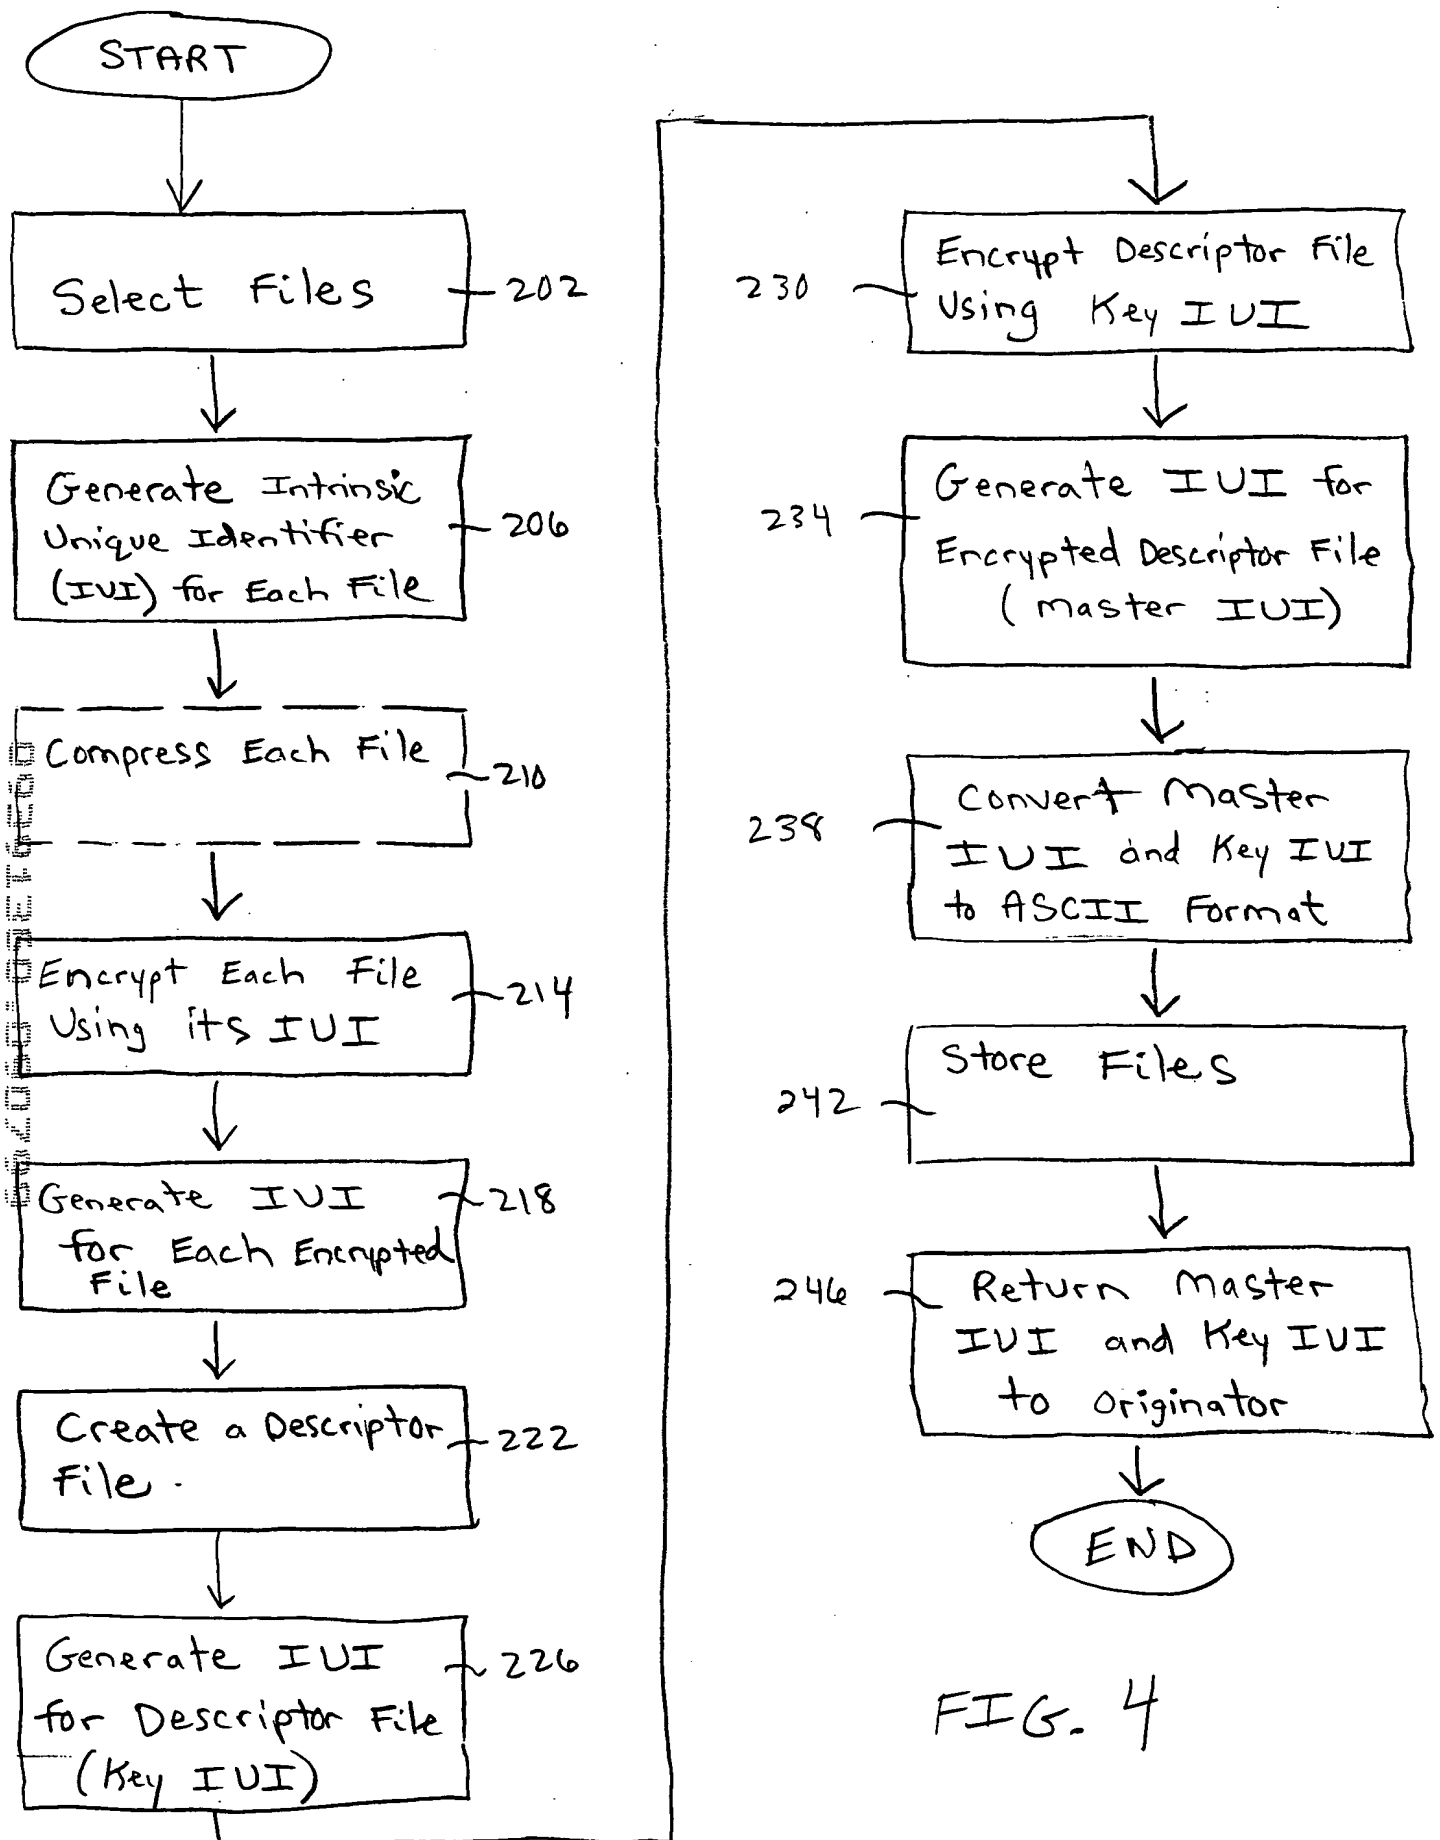 START
Select Files
202
Generate Intrinsic
Unique Identifier
(IUI) for Each File
206
Compress Each File
210
Encrypt Each File
Using its IUI
214
Generate IUI
for Each Encrypted
File
218
Create a Descriptor
File.
222
Generate IUI
for Descriptor File
(Key IUI)
226
Encrypt Descriptor File
Using Key IUI
230
Generate IUI for
Encrypted Descriptor File
(Master IUI)
234
Convert Master
IUI and Key IUI
to ASCII Format
238
Store Files
242
Return Master
IUI and Key IUI
to Originator
246
END
FIG. 4